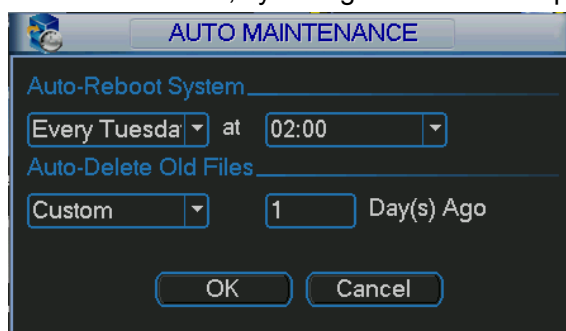 AUTO MAINTENANCE
Auto-Reboot System
Every Tuesda at 02:00
Auto-Delete Old Files
Custom 1 Day(s) Ago
OK Cancel